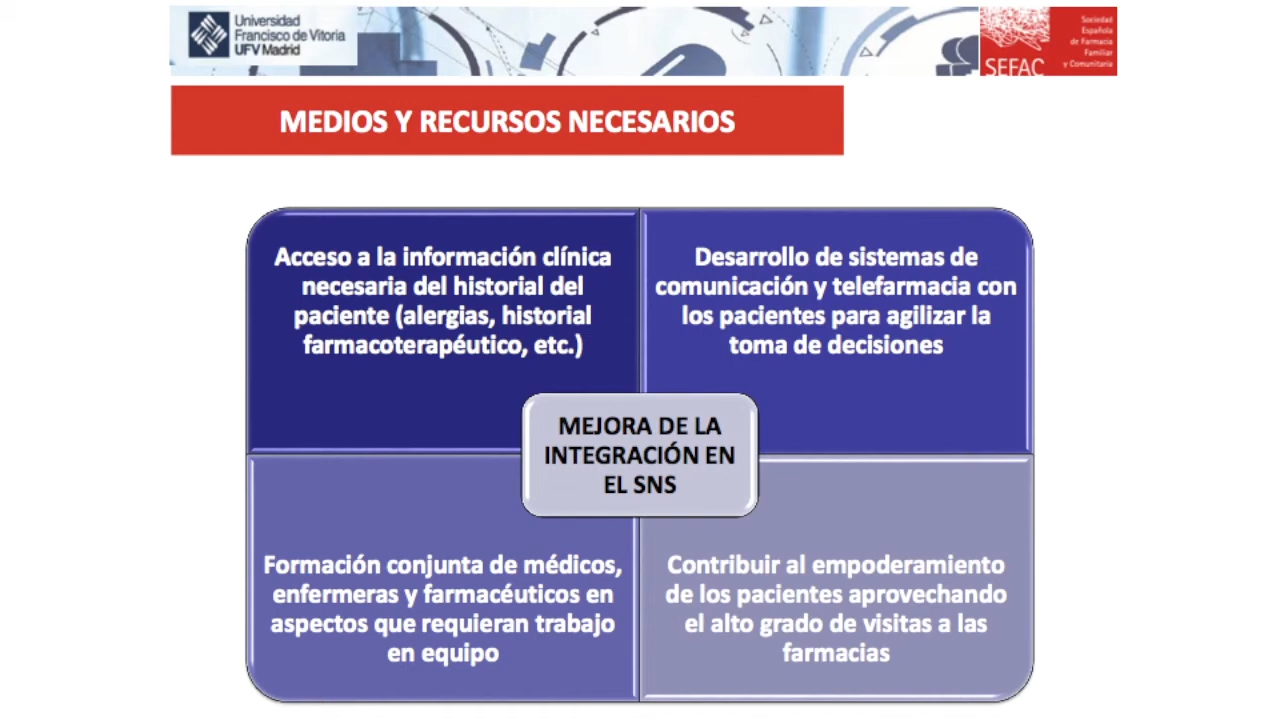 Universidad
Francisco de Vitoria
UFV Madrid
SEFAC
Sociedad
Española
de Farmacia
Familiar
y Comunitaria
MEDIOS Y RECURSOS NECESARIOS
Acceso a la información clínica
necesaria del historial del
paciente (alergias, historial
farmacoterapéutico, etc.)
Desarrollo de sistemas de
comunicación y telefarmacia con
los pacientes para agilizar la
toma de decisiones
MEJORA DE LA
INTEGRACIÓN EN
EL SNS
Formación conjunta de médicos,
enfermeras y farmacéuticos en
aspectos que requieran trabajo
en equipo
Contribuir al empoderamiento
de los pacientes aprovechando
el alto grado de visitas a las
farmacias